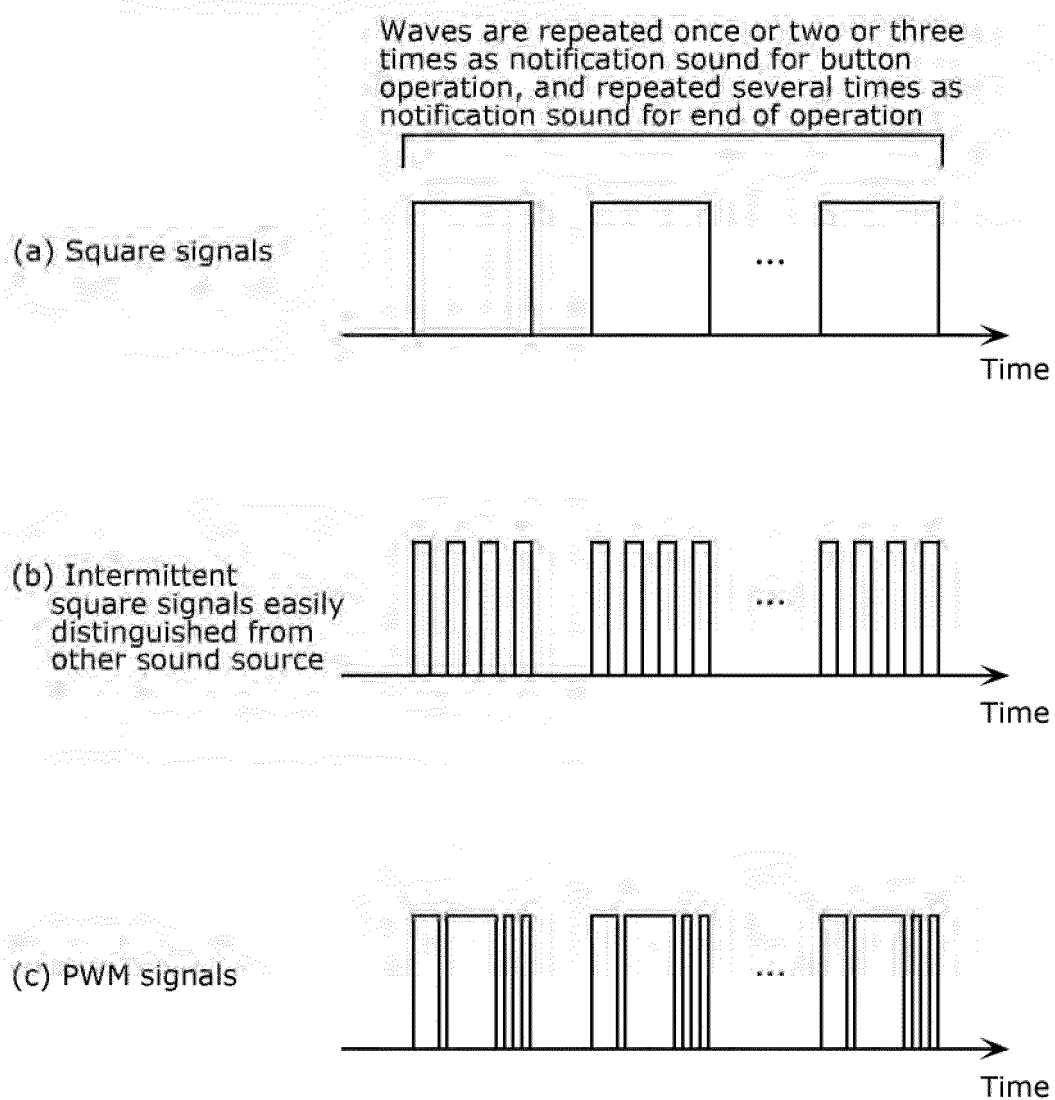 Waves are repeated once or two or three
times as notification sound for button
operation, and repeated several times as
notification sound for end of operation
(a) Square signals
...
Time
(b) Intermittent
square signals easily
distinguished from
other sound source
...
Time
(c) PWM signals
...
Time